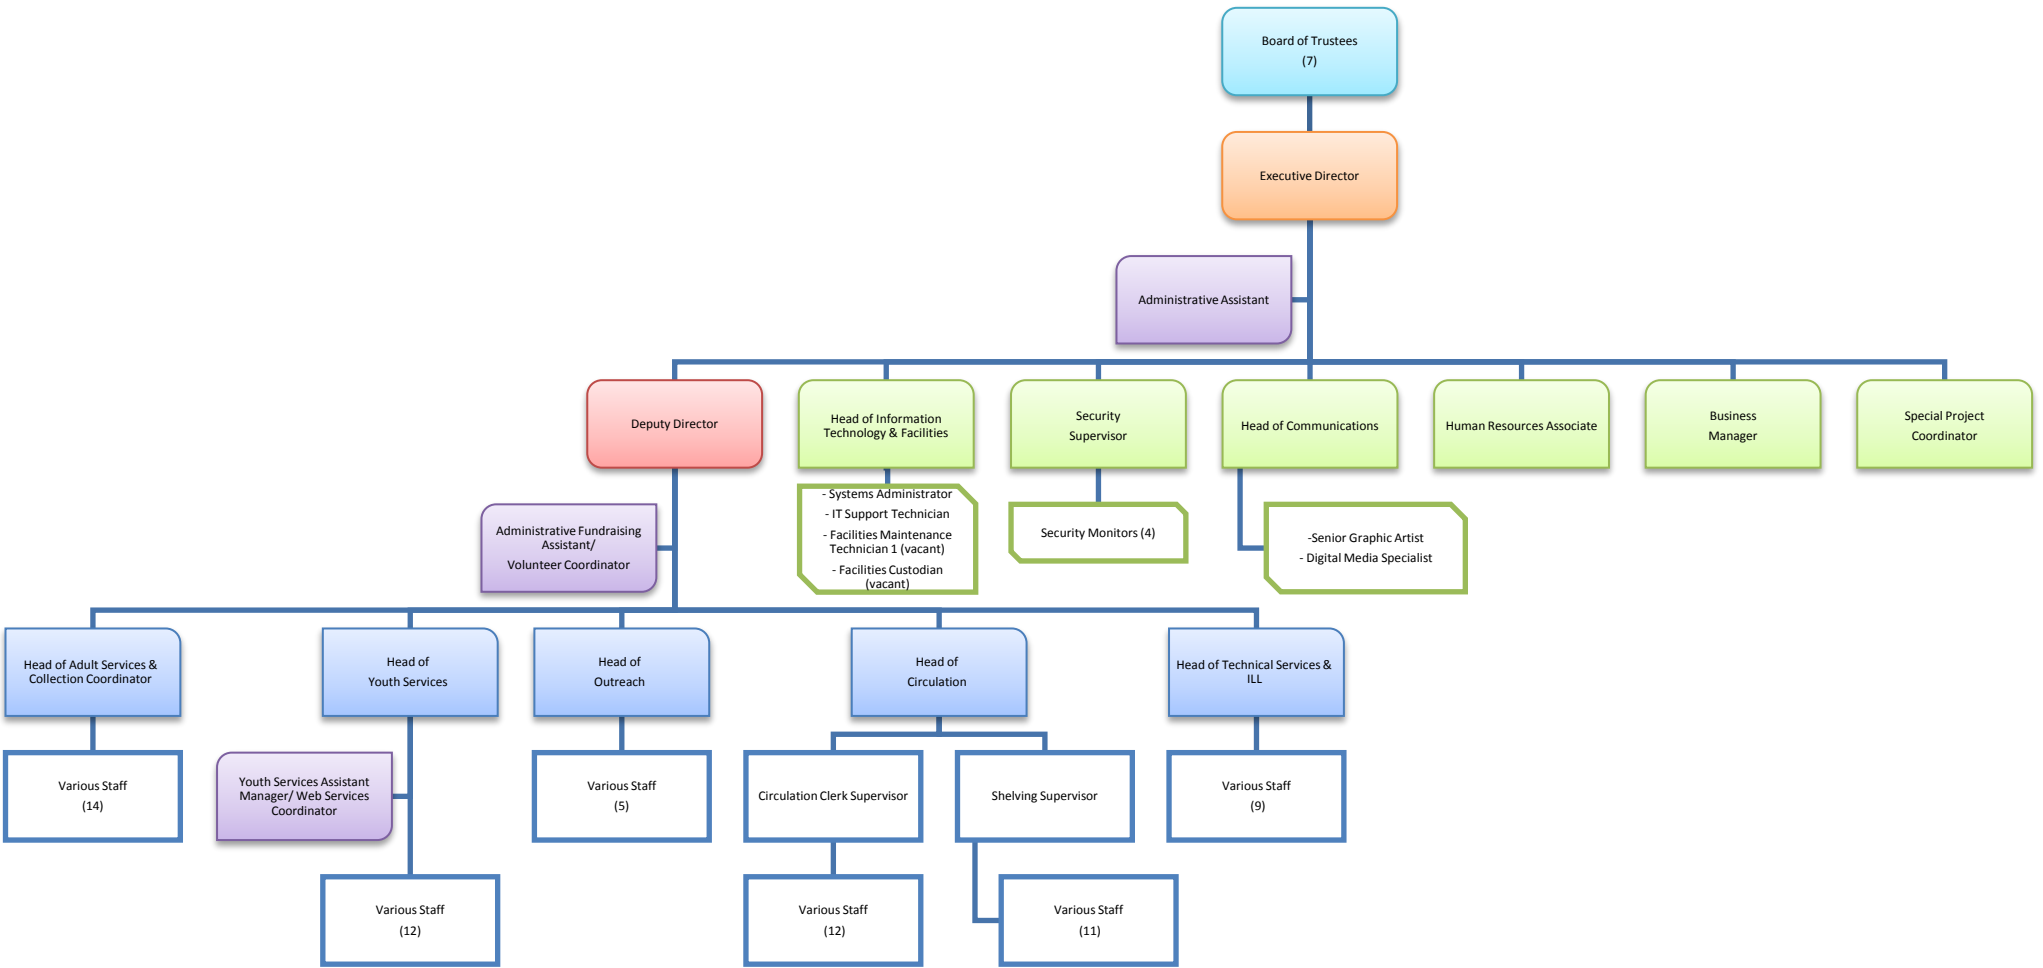 Board of Trustees
(7)
Executive Director
Administrative Assistant
Deputy Director
Head of Information
Technology & Facilities
Security
Supervisor
Head of Communications
Human Resources Associate
Business
Manager
Special Project
Coordinator
- Systems Administrator
- IT Support Technician
- Facilities Maintenance
Technician 1 (vacant)
- Facilities Custodian
(vacant)
Security Monitors (4)
-Senior Graphic Artist
- Digital Media Specialist
Administrative Fundraising
Assistant/
Volunteer Coordinator
Head of Adult Services &
Collection Coordinator
Head of
Youth Services
Head of
Outreach
Head of
Circulation
Head of Technical Services &
ILL
Various Staff
(14)
Youth Services Assistant
Manager/ Web Services
Coordinator
Various Staff
(5)
Circulation Clerk Supervisor
Shelving Supervisor
Various Staff
(9)
Various Staff
(12)
Various Staff
(12)
Various Staff
(11)